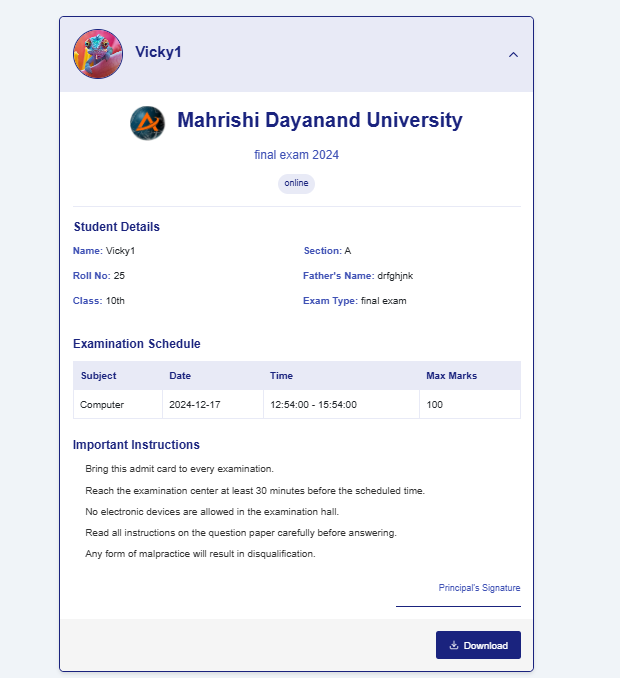 Vicky1
Mahrishi Dayanand University
final exam 2024
online
Student Details
Name: Vicky1 Section: A
Roll No: 25 Father's Name: drfghjnk
Class: 10th Exam Type: final exam
Examination Schedule
Subject Date Time Max Marks
Computer 2024-12-17 12:54:00 - 15:54:00 100
Important Instructions
Bring this admit card to every examination.
Reach the examination center at least 30 minutes before the scheduled time.
No electronic devices are allowed in the examination hall.
Read all instructions on the question paper carefully before answering.
Any form of malpractice will result in disqualification.
Principal's Signature
Download